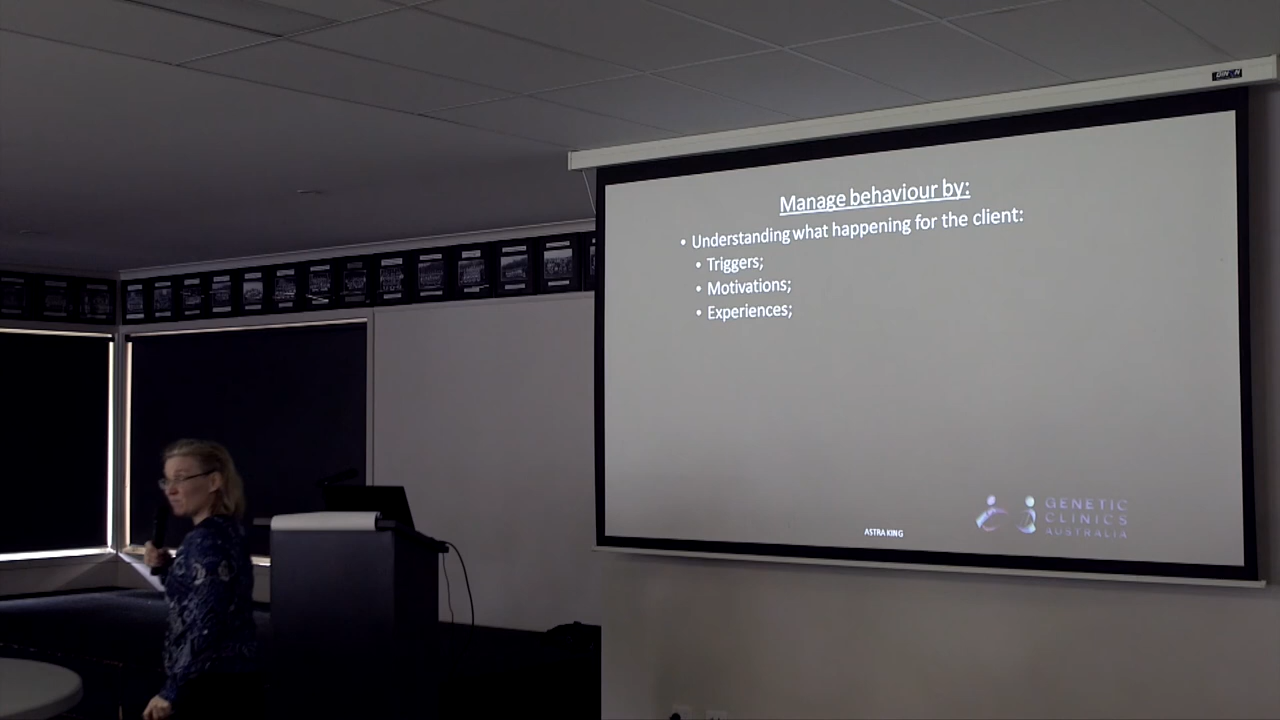 Manage behaviour by:
• Understanding what happening for the client:
• Triggers;
• Motivations;
• Experiences;
ASTRA KING
GENETIC
CLINICS
AUSTRALIA